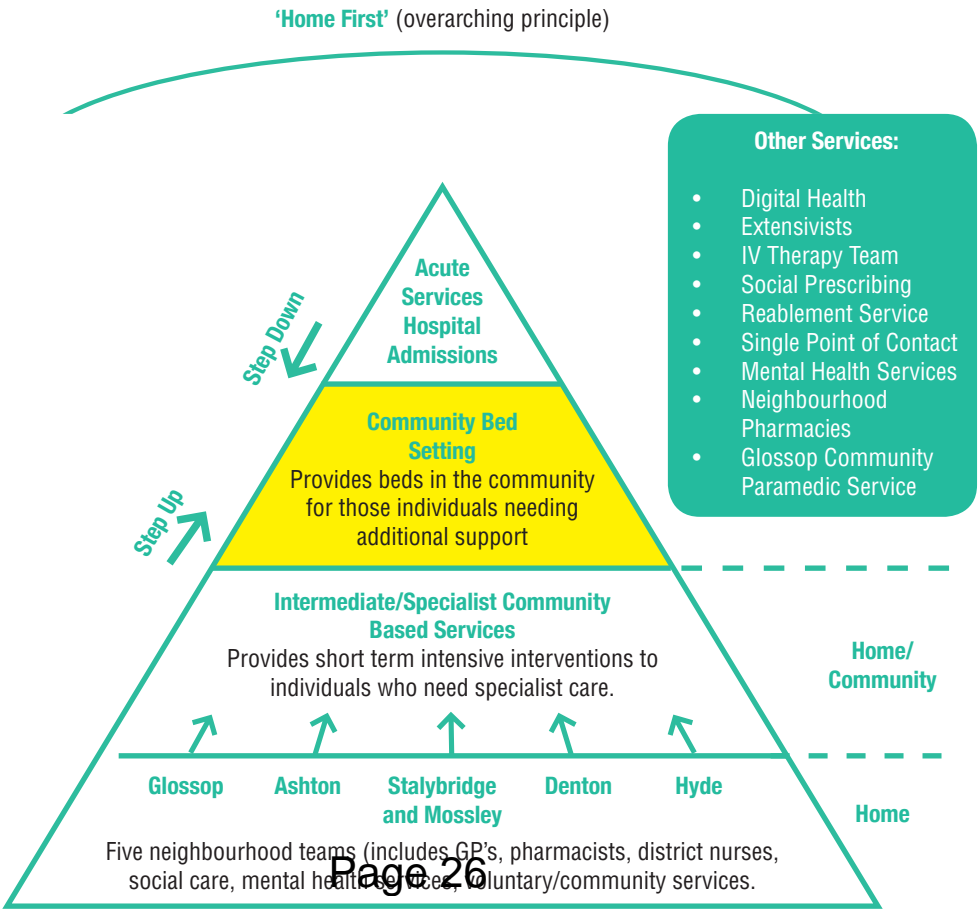 ‘Home First’ (overarching principle)
Other Services:
• Digital Health
• Extensivists
• IV Therapy Team
• Social Prescribing
• Reablement Service
• Single Point of Contact
• Mental Health Services
• Neighbourhood
Pharmacies
• Glossop Community
Paramedic Service
Acute
Services
Hospital
Admissions
Step Down
Community Bed
Setting
Provides beds in the community
for those individuals needing
additional support
Step Up
Intermediate/Specialist Community
Based Services
Provides short term intensive interventions to
individuals who need specialist care.
Home/
Community
Glossop
Ashton
Stalybridge
and Mossley
Denton
Hyde
Home
Five neighbourhood teams (includes GP’s, pharmacists, district nurses,
social care, mental health services, voluntary/community services.
Page 26